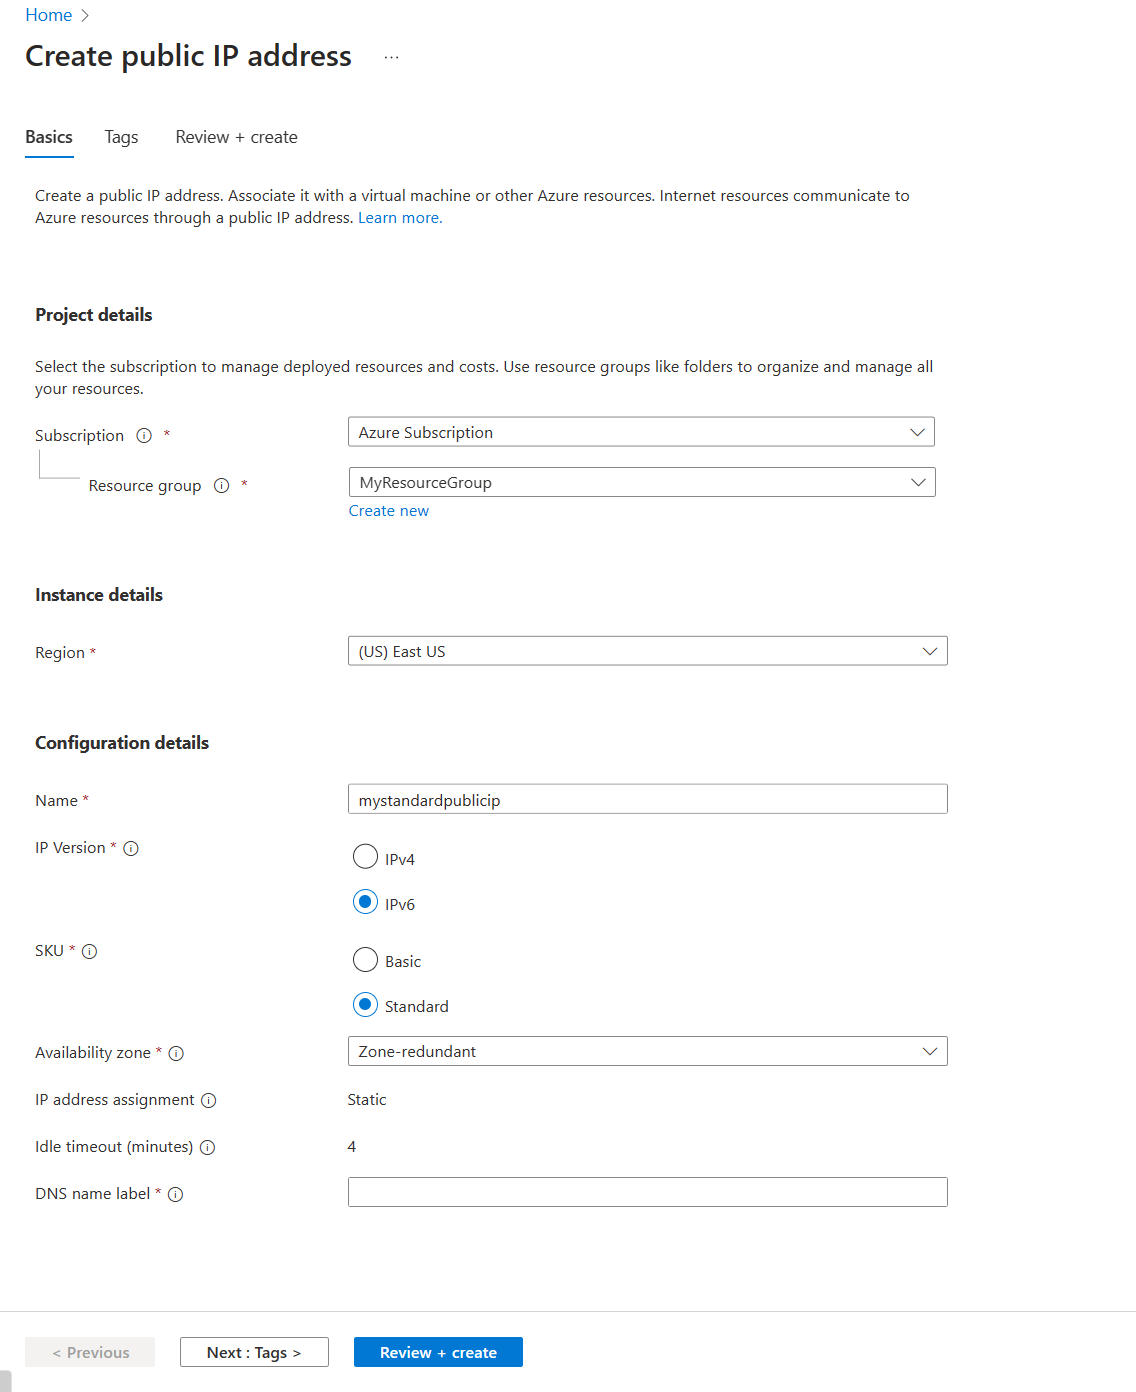 Home >
Create public IP address ...
Basics Tags Review + create
Create a public IP address. Associate it with a virtual machine or other Azure resources. Internet resources communicate to
Azure resources through a public IP address. Learn more.
Project details
Select the subscription to manage deployed resources and costs. Use resource groups like folders to organize and manage all
your resources.
Subscription * Azure Subscription
Resource group * MyResourceGroup
Create new
Instance details
Region * (US) East US
Configuration details
Name * mystandardpublicip
IP Version *
IPv4
IPv6
SKU *
Basic
Standard
Availability zone * Zone-redundant
IP address assignment Static
Idle timeout (minutes) 4
DNS name label *
< Previous Next : Tags > Review + create